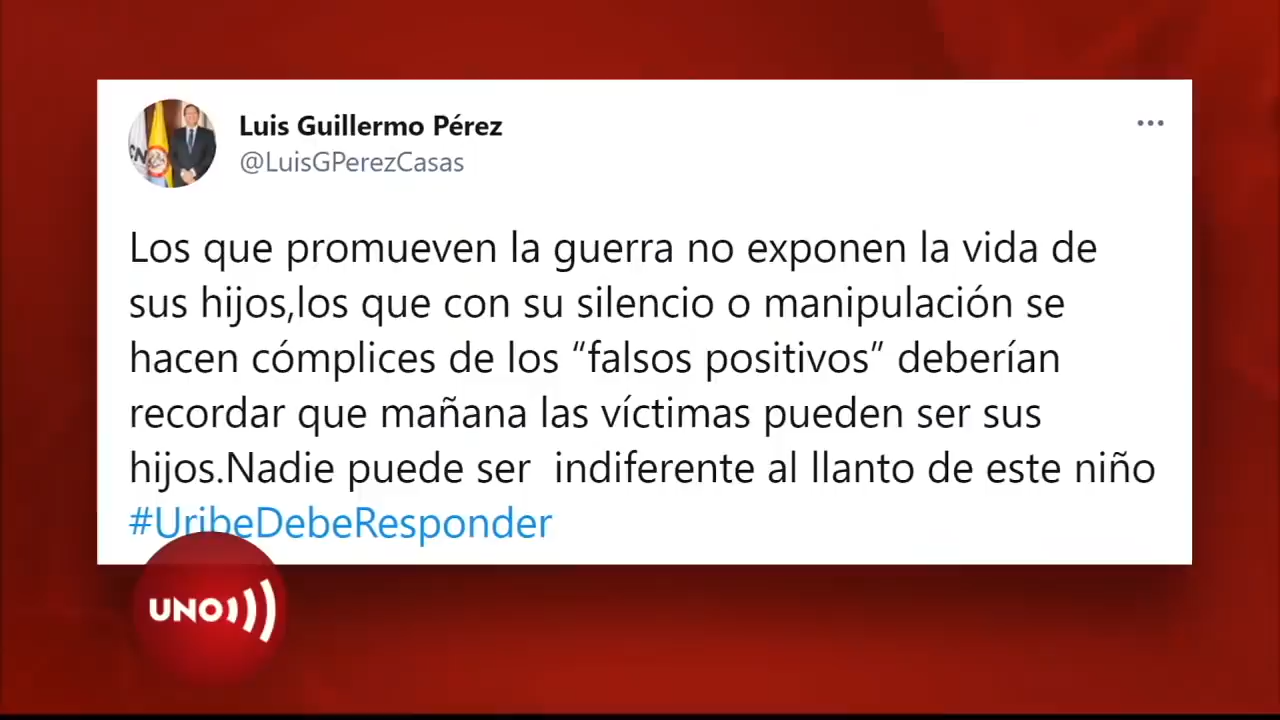 Luis Guillermo Pérez
@LuisGPerezCasas
Los que promueven la guerra no exponen la vida de
sus hijos,los que con su silencio o manipulación se
hacen cómplices de los “falsos positivos” deberían
recordar que mañana las víctimas pueden ser sus
hijos.Nadie puede ser  indiferente al llanto de este niño
#UribeDebeResponder
UNO